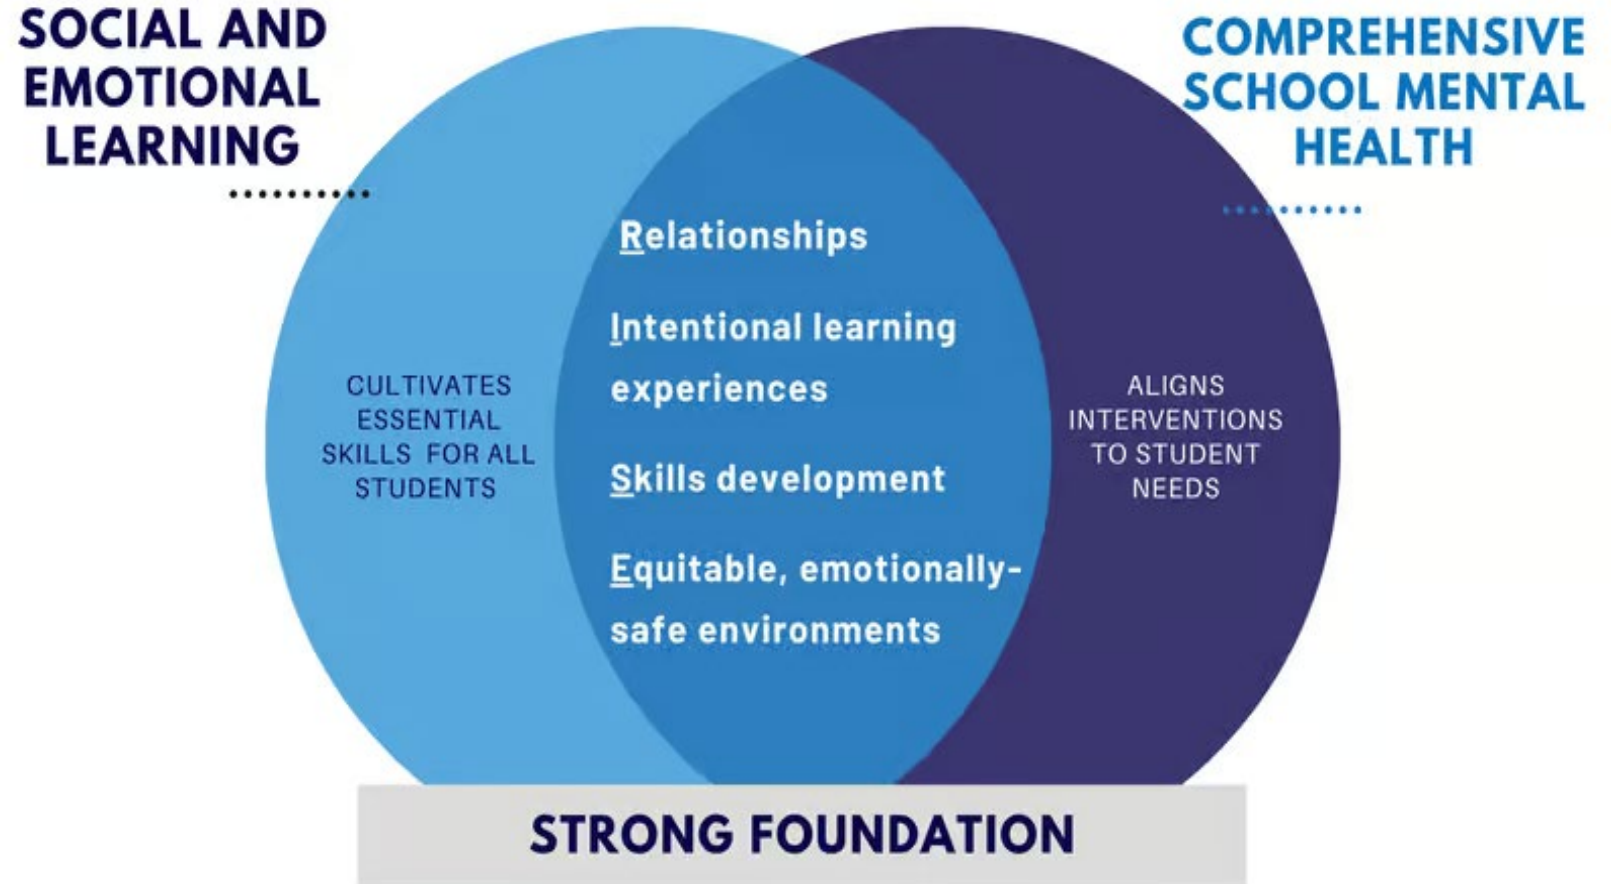 SOCIAL AND
EMOTIONAL
LEARNING
COMPREHENSIVE
SCHOOL MENTAL
HEALTH
CULTIVATES
ESSENTIAL
SKILLS FOR ALL
STUDENTS
Relationships
Intentional learning
experiences
Skills development
Equitable, emotionally-
safe environments
ALIGNS
INTERVENTIONS
TO STUDENT
NEEDS
STRONG FOUNDATION